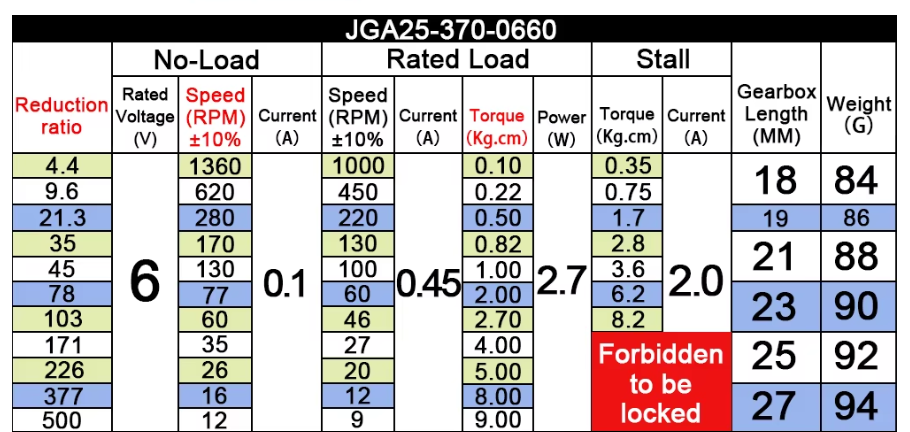 JGA25-370-0660
No-Load Rated Load Stall
Reduction ratio Rated Voltage (V) Speed (RPM) ±10% Current (A) Speed (RPM) ±10% Current (A) Torque (Kg.cm) Power (W) Torque (Kg.cm) Current (A) Gearbox Length (MM) Weight (G)
4.4 1360 1000 0.10 0.35
9.6 620 450 0.22 0.75 18 84
21.3 280 220 0.50 1.7 19 86
35 170 130 0.82 2.8
45 6 130 0.1 100 0.45 1.00 2.7 3.6 2.0 21 88
78 77 60 2.00 6.2
103 60 46 2.70 8.2 23 90
171 35 27 4.00 Forbidden
226 26 20 5.00 to be 25 92
377 16 12 8.00 locked
500 12 9 9.00 27 94